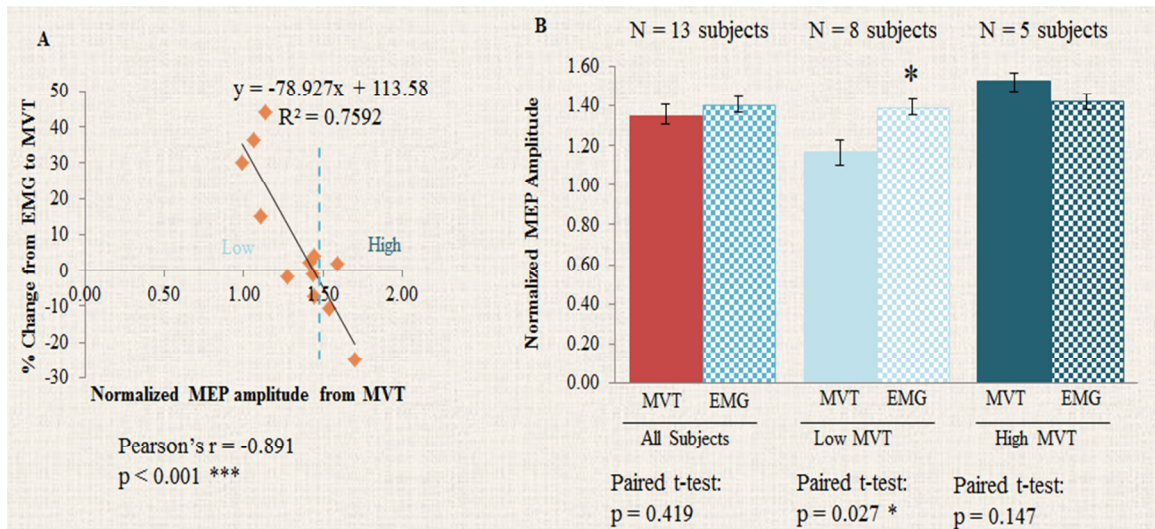 A
y = -78.927x + 113.58
R² = 0.7592
% Change from EMG to MVT
50
40
30
20
10
0
-10
-20
-30
Low
High
0.00 0.50 1.00 1.50 2.00
Normalized MEP amplitude from MVT
Pearson's r = -0.891
p < 0.001 ***
B
N = 13 subjects N = 8 subjects N = 5 subjects
Normalized MEP Amplitude
1.60
1.40
1.20
1.00
0.80
0.60
0.40
0.20
0.00
*
MVT EMG MVT EMG MVT EMG
All Subjects Low MVT High MVT
Paired t-test: Paired t-test: Paired t-test:
p = 0.419 p = 0.027 * p = 0.147